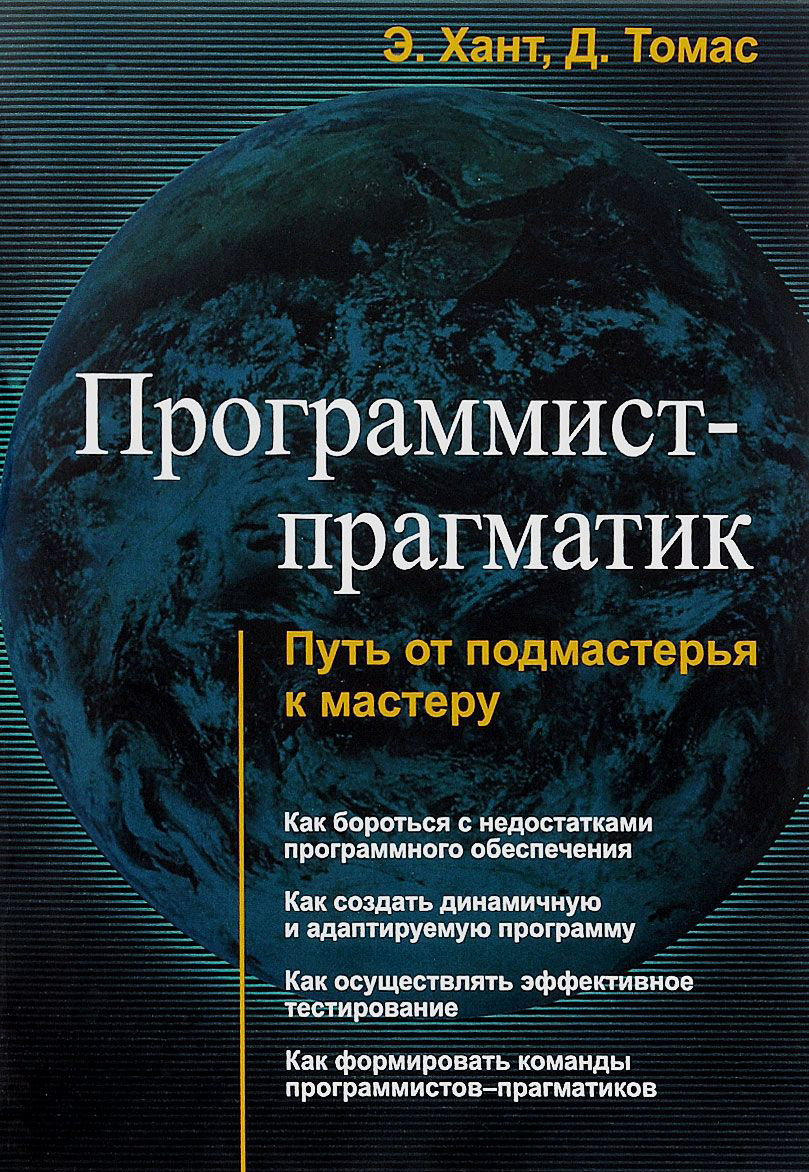 Э. Хант, Д. Томас
Программист-
прагматик
Путь от подмастерья
к мастеру
Как бороться с недостатками
программного обеспечения
Как создать динамичную
и адаптируемую программу
Как осуществлять эффективное
тестирование
Как формировать команды
программистов–прагматиков